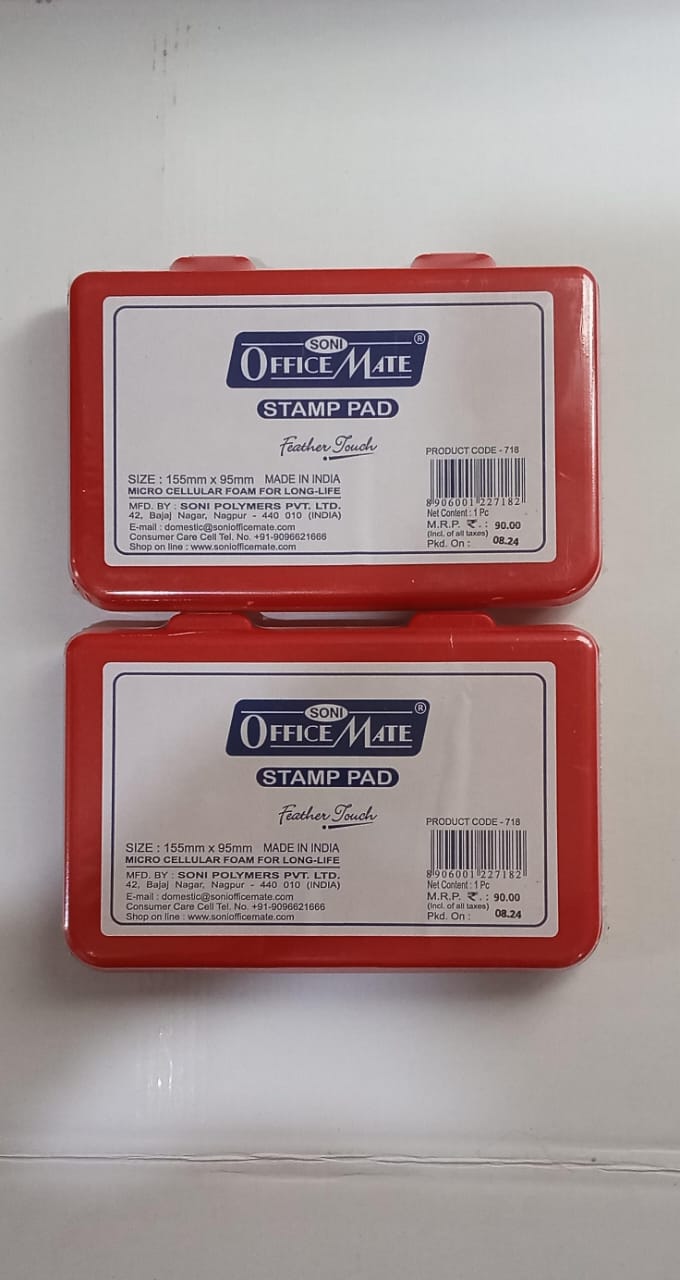 SONI
OFFICE MATE ®
STAMP PAD
Feather Touch
PRODUCT CODE - 718
SIZE : 155mm x 95mm MADE IN INDIA
MICRO CELLULAR FOAM FOR LONG-LIFE
MFD. BY : SONI POLYMERS PVT. LTD.
42, Bajaj Nagar, Nagpur - 440 010 (INDIA)
E-mail : domestic@soniofficemate.com
Consumer Care Cell Tel. No. +91-9096621666
Shop on line : www.soniofficemate.com
8 906001 227182
Net Content : 1 Pc
M.R.P. ₹. : 90.00
(Incl. of all taxes)
Pkd. On : 08.24
SONI
OFFICE MATE ®
STAMP PAD
Feather Touch
PRODUCT CODE - 718
SIZE : 155mm x 95mm MADE IN INDIA
MICRO CELLULAR FOAM FOR LONG-LIFE
MFD. BY : SONI POLYMERS PVT. LTD.
42, Bajaj Nagar, Nagpur - 440 010 (INDIA)
E-mail : domestic@soniofficemate.com
Consumer Care Cell Tel. No. +91-9096621666
Shop on line : www.soniofficemate.com
8 906001 227182
Net Content : 1 Pc
M.R.P. ₹. : 90.00
(Incl. of all taxes)
Pkd. On : 08.24